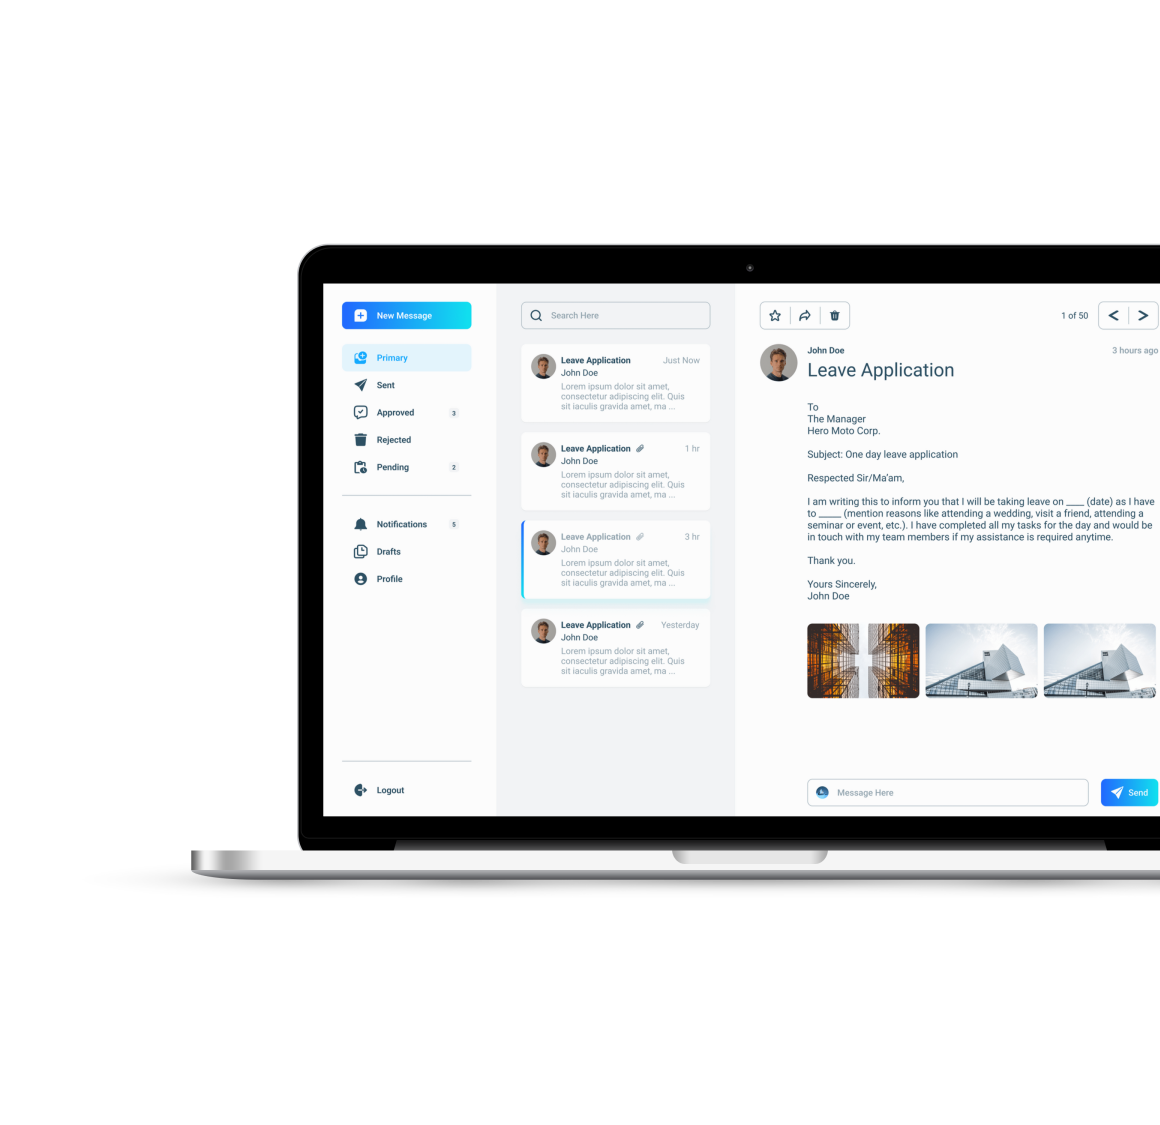 New Message
Primary
Sent
Approved 3
Rejected
Pending 2
Notifications 5
Drafts
Profile
Logout
Search Here
Leave Application Just Now
John Doe
Lorem ipsum dolor sit amet,
consectetur adipiscing elit. Quis
sit iaculis gravida amet, ma ...
Leave Application 1 hr
John Doe
Lorem ipsum dolor sit amet,
consectetur adipiscing elit. Quis
sit iaculis gravida amet, ma ...
Leave Application 3 hr
John Doe
Lorem ipsum dolor sit amet,
consectetur adipiscing elit. Quis
sit iaculis gravida amet, ma ...
Leave Application Yesterday
John Doe
Lorem ipsum dolor sit amet,
consectetur adipiscing elit. Quis
sit iaculis gravida amet, ma ...
1 of 50
John Doe 3 hours ago
Leave Application
To
The Manager
Hero Moto Corp.
Subject: One day leave application
Respected Sir/Ma'am,
I am writing this to inform you that I will be taking leave on ____ (date) as I have
to _____ (mention reasons like attending a wedding, visit a friend, attending a
seminar or event, etc.). I have completed all my tasks for the day and would be
in touch with my team members if my assistance is required anytime.
Thank you.
Yours Sincerely,
John Doe
Message Here
Send